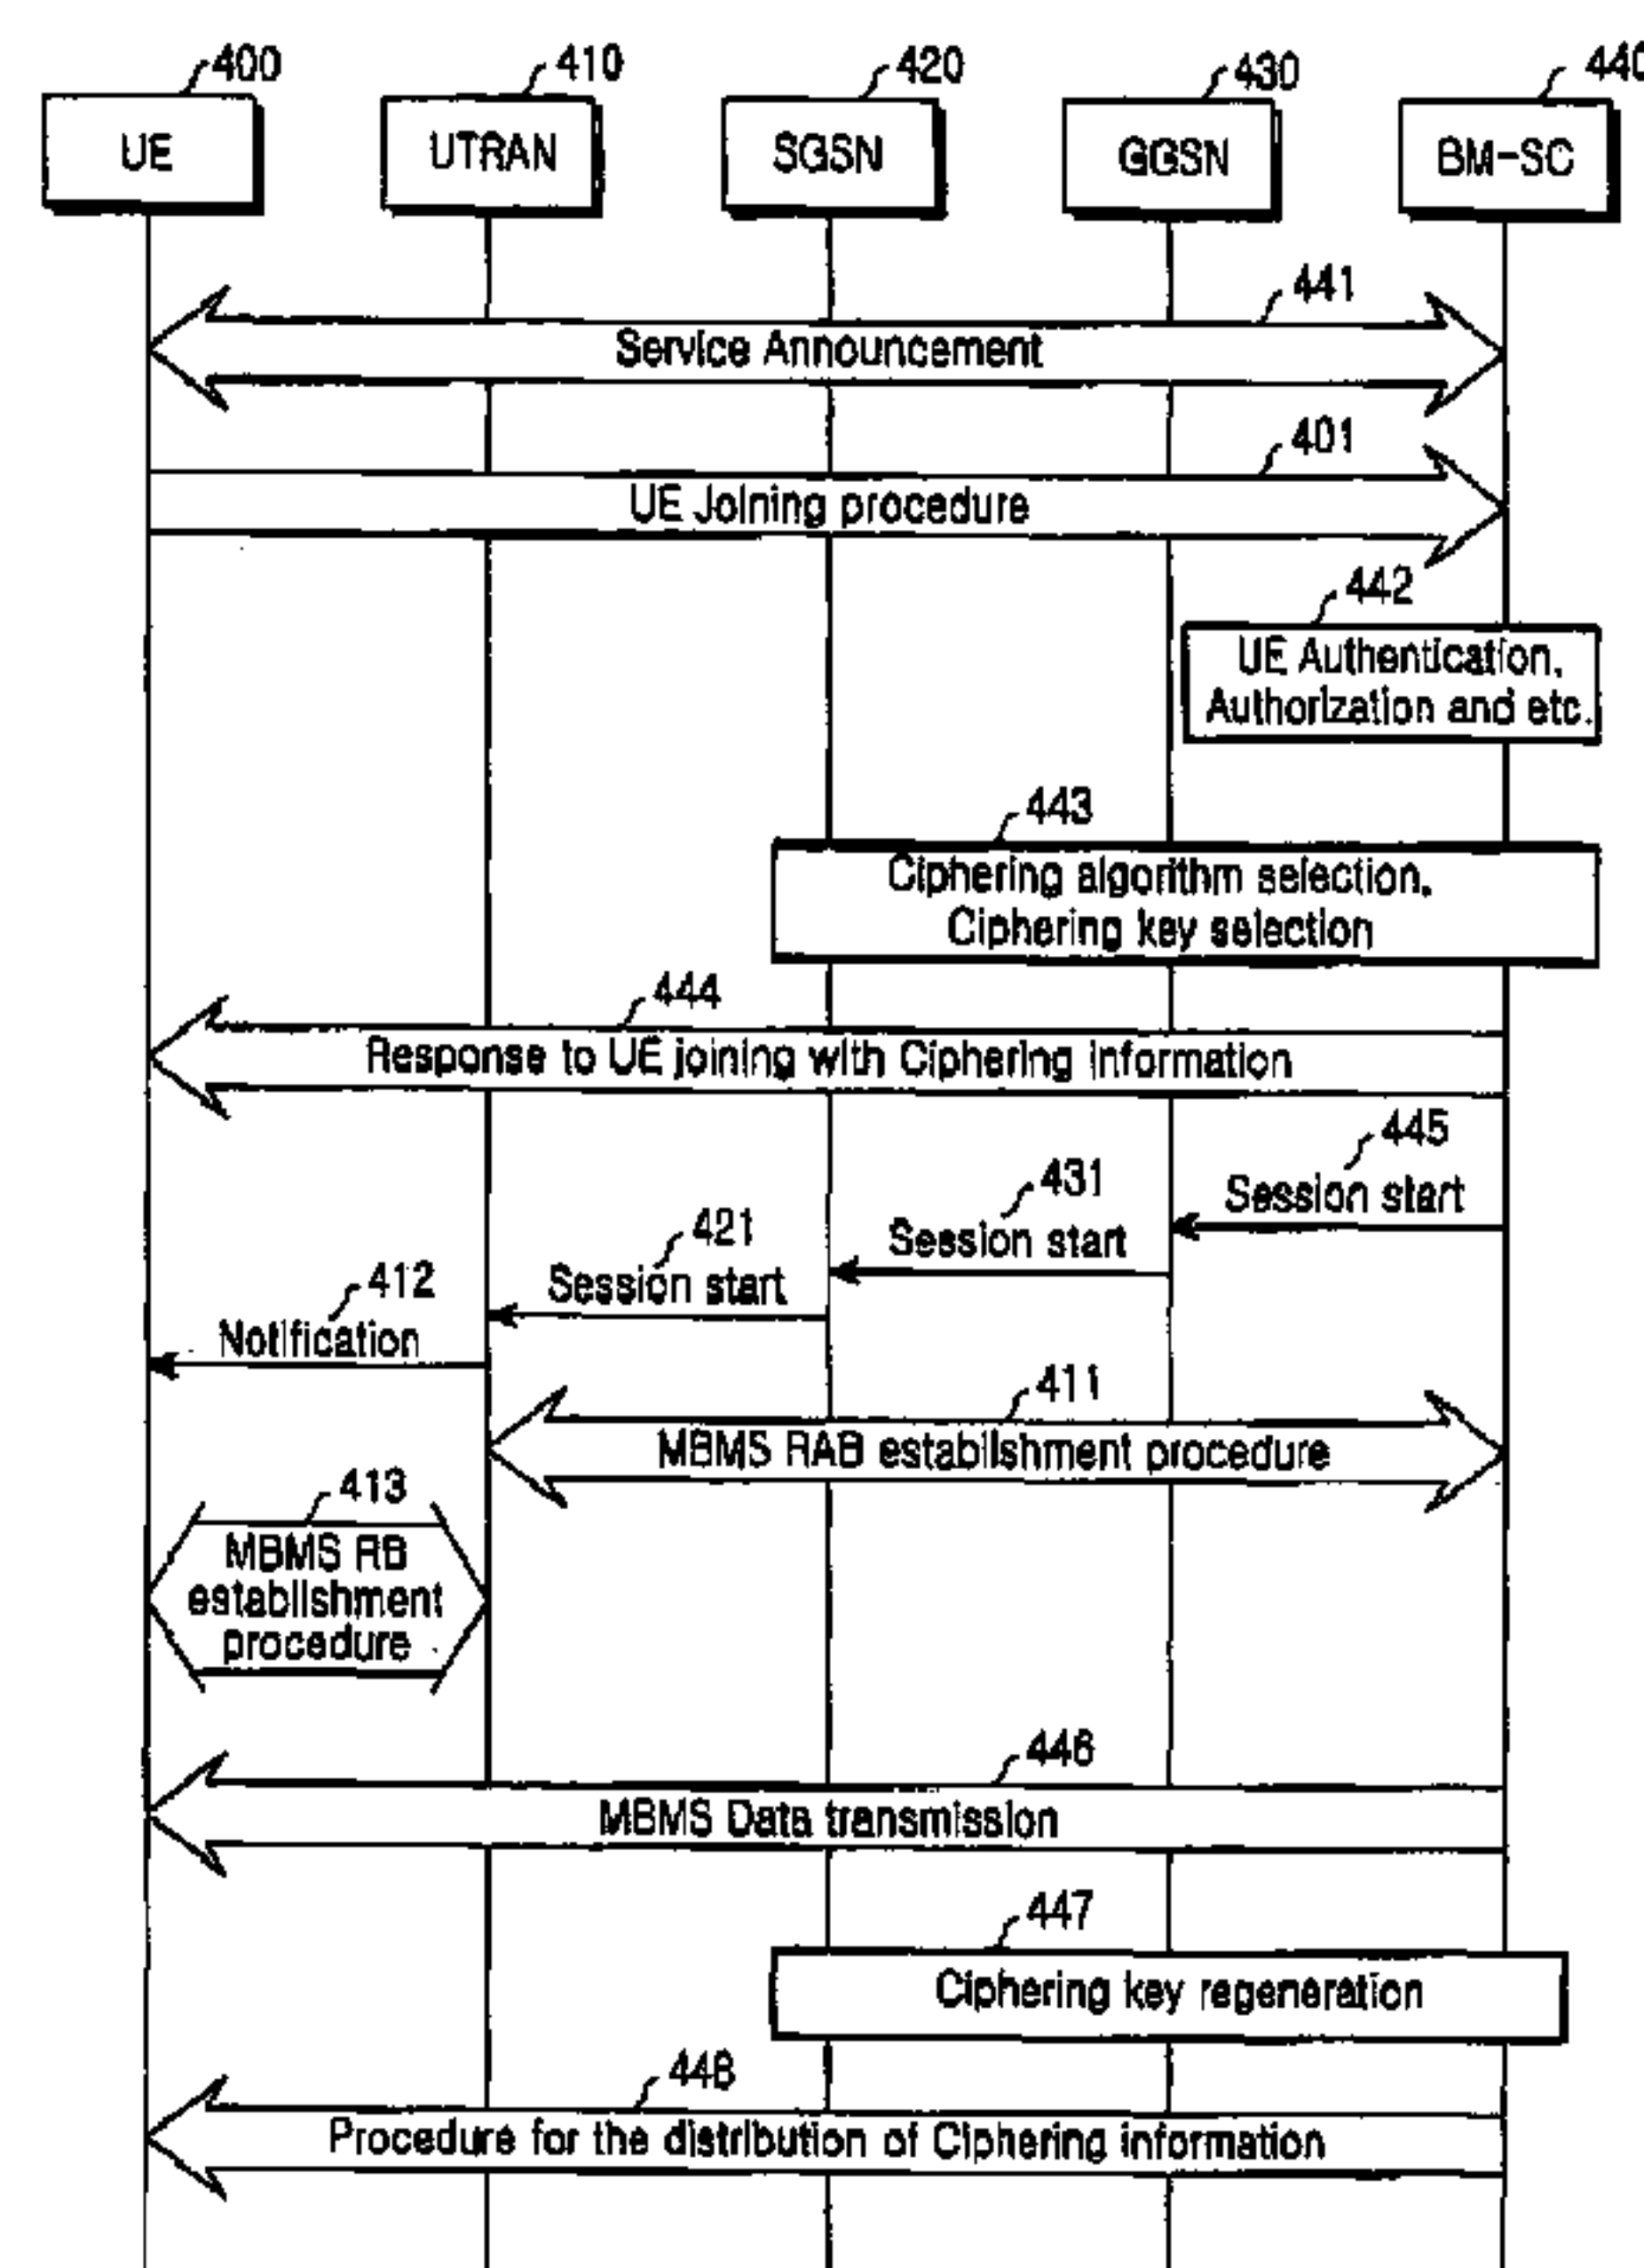 400
410
420
430
440
UE
UTRAN
SGSN
GGSN
BM-SC
441
Service Announcement
401
UE Joining procedure
442
UE Authentication,
Authorization and etc.
443
Ciphering algorithm selection,
Ciphering key selection
444
Response to UE joining with Ciphering information
445
Session start
431
Session start
421
Session start
412
Notification
411
MBMS RAB establishment procedure
413
MBMS RB
establishment
procedure
446
MBMS Data transmission
447
Ciphering key regeneration
448
Procedure for the distribution of Ciphering information